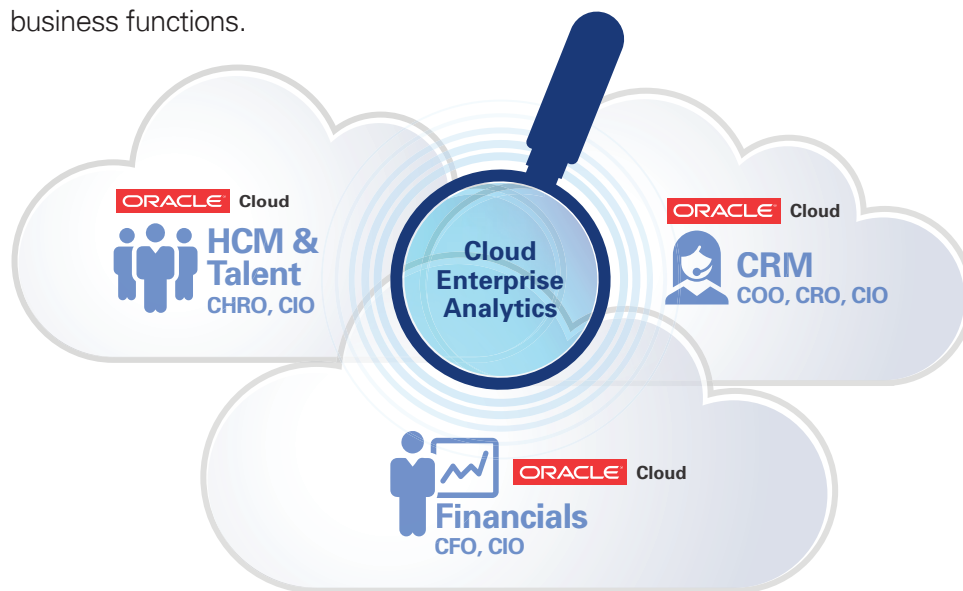 business functions.
ORACLE Cloud
HCM &
Talent
CHRO, CIO
Cloud
Enterprise
Analytics
ORACLE Cloud
CRM
COO, CRO, CIO
ORACLE Cloud
Financials
CFO, CIO